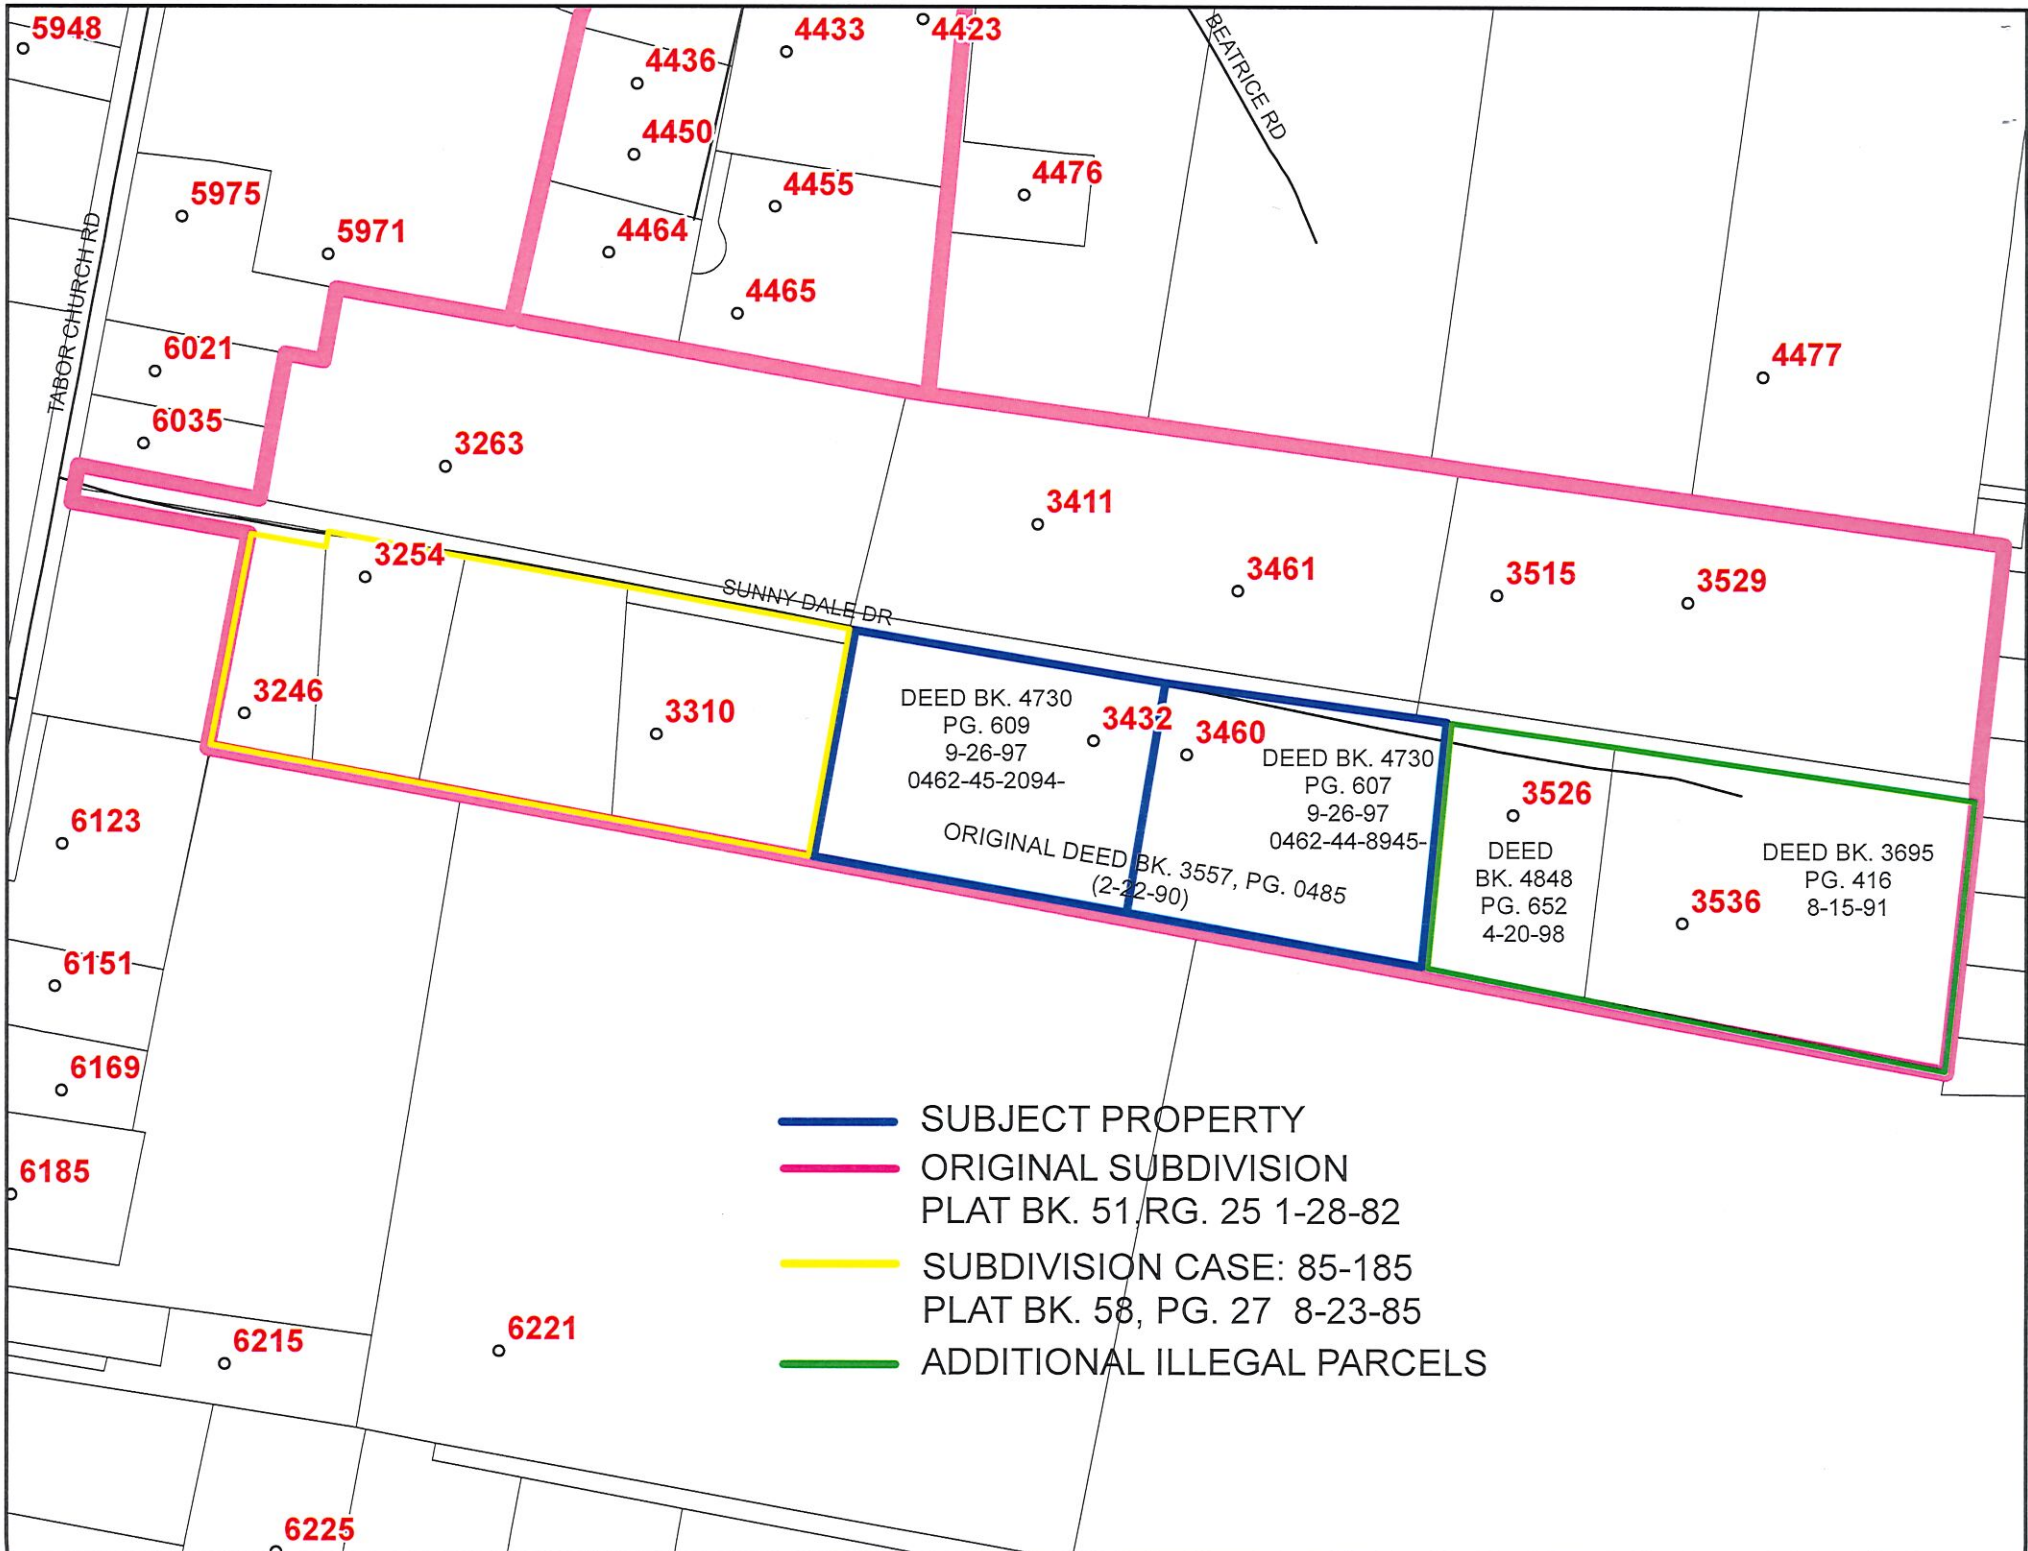 5948
4433
4423
4436
BEATRICE RD
4450
4476
4455
5975
5971
4464
4465
TABOR CHURCH RD
6021
4477
6035
3263
3411
3254
3461
3515
3529
SUNNY DALE DR
3246
3310
DEED BK. 4730
PG. 609
9-26-97
0462-45-2094-
3432
3460
DEED BK. 4730
PG. 607
9-26-97
0462-44-8945-
ORIGINAL DEED BK. 3557, PG. 0485
(2-22-90)
3526
DEED
BK. 4848
PG. 652
4-20-98
DEED BK. 3695
PG. 416
8-15-91
3536
6123
6151
6169
6185
SUBJECT PROPERTY
ORIGINAL SUBDIVISION
PLAT BK. 51,RG. 25 1-28-82
SUBDIVISION CASE: 85-185
PLAT BK. 58, PG. 27 8-23-85
ADDITIONAL ILLEGAL PARCELS
6215
6221
6225